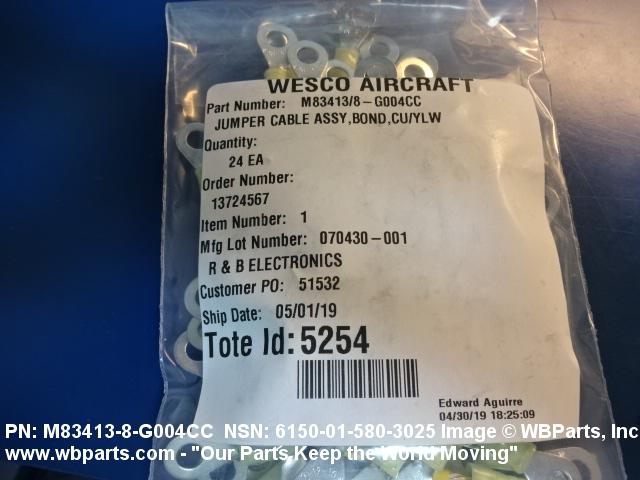 WESCO AIRCRAFT
Part Number: M83413/8-G004CC
JUMPER CABLE ASSY,BOND,CU/YLW
Quantity:
24 EA
Order Number:
13724567
Item Number: 1
Mfg Lot Number: 070430-001
R & B ELECTRONICS
Customer PO: 51532
Ship Date: 05/01/19
Tote Id: 5254
Edward Aguirre
04/30/19 18:25:09
PN: M83413-8-G004CC NSN: 6150-01-580-3025 Image © WBParts, Inc
www.wbparts.com - "Our Parts Keep the World Moving"